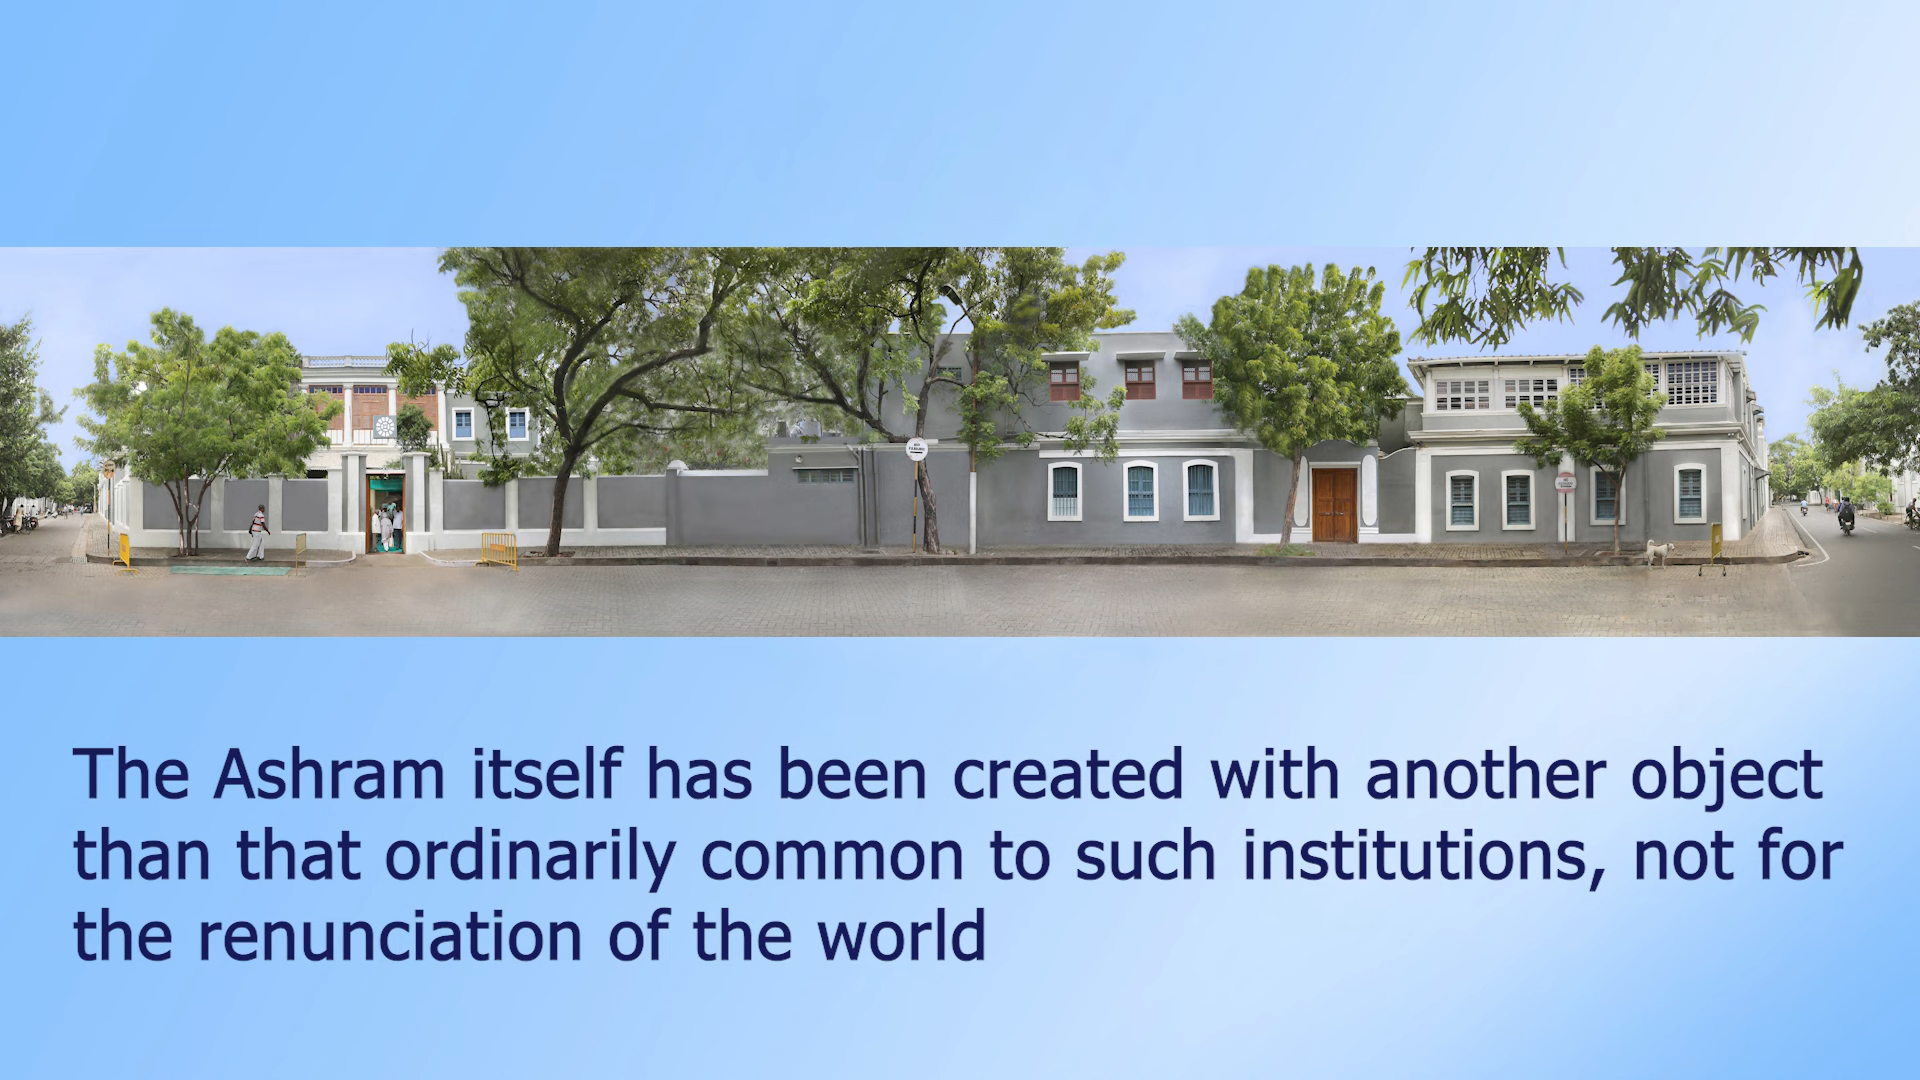 The Ashram itself has been created with another object
than that ordinarily common to such institutions, not for
the renunciation of the world